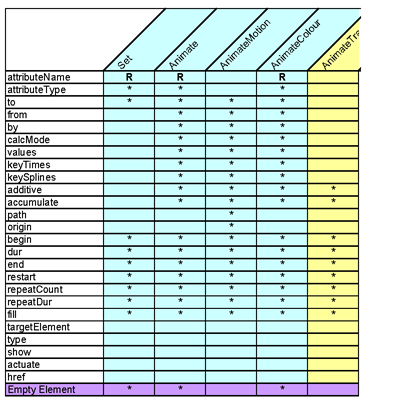 Set Animate AnimateMotion AnimateColour AnimateTra
attributeName R R R
attributeType * * *
to * * * *
from * * *
by * * *
calcMode * * *
values * * *
keyTimes * * *
keySplines * * *
additive * * * *
accumulate * * * *
path *
origin *
begin * * * * *
dur * * * * *
end * * * * *
restart * * * * *
repeatCount * * * * *
repeatDur * * * * *
fill * * * * *
targetElement
type
show
actuate
href
Empty Element * * *